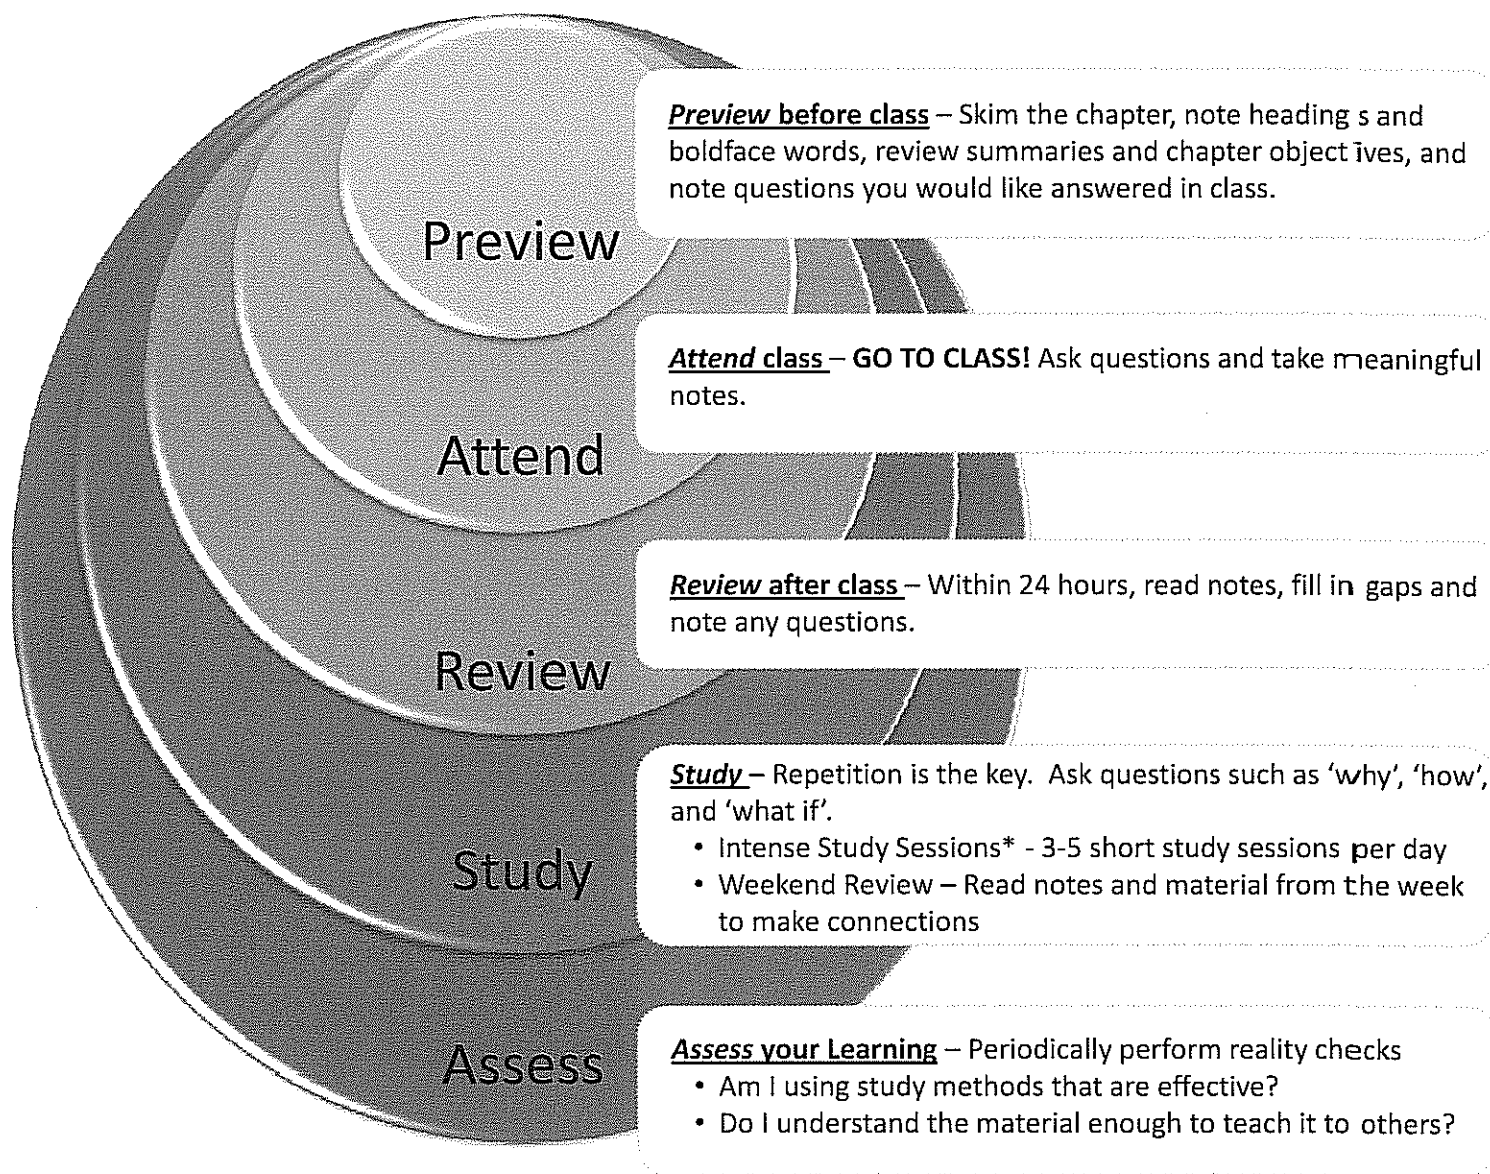 Preview
Preview before class – Skim the chapter, note heading s and
boldface words, review summaries and chapter object ives, and
note questions you would like answered in class.
Attend
Attend class – GO TO CLASS! Ask questions and take meaningful
notes.
Review
Review after class – Within 24 hours, read notes, fill in gaps and
note any questions.
Study
Study – Repetition is the key. Ask questions such as ‘why’, ‘how’,
and ‘what if’.
• Intense Study Sessions* - 3-5 short study sessions per day
• Weekend Review – Read notes and material from the week
to make connections
Assess
Assess your Learning – Periodically perform reality checks
• Am I using study methods that are effective?
• Do I understand the material enough to teach it to others?